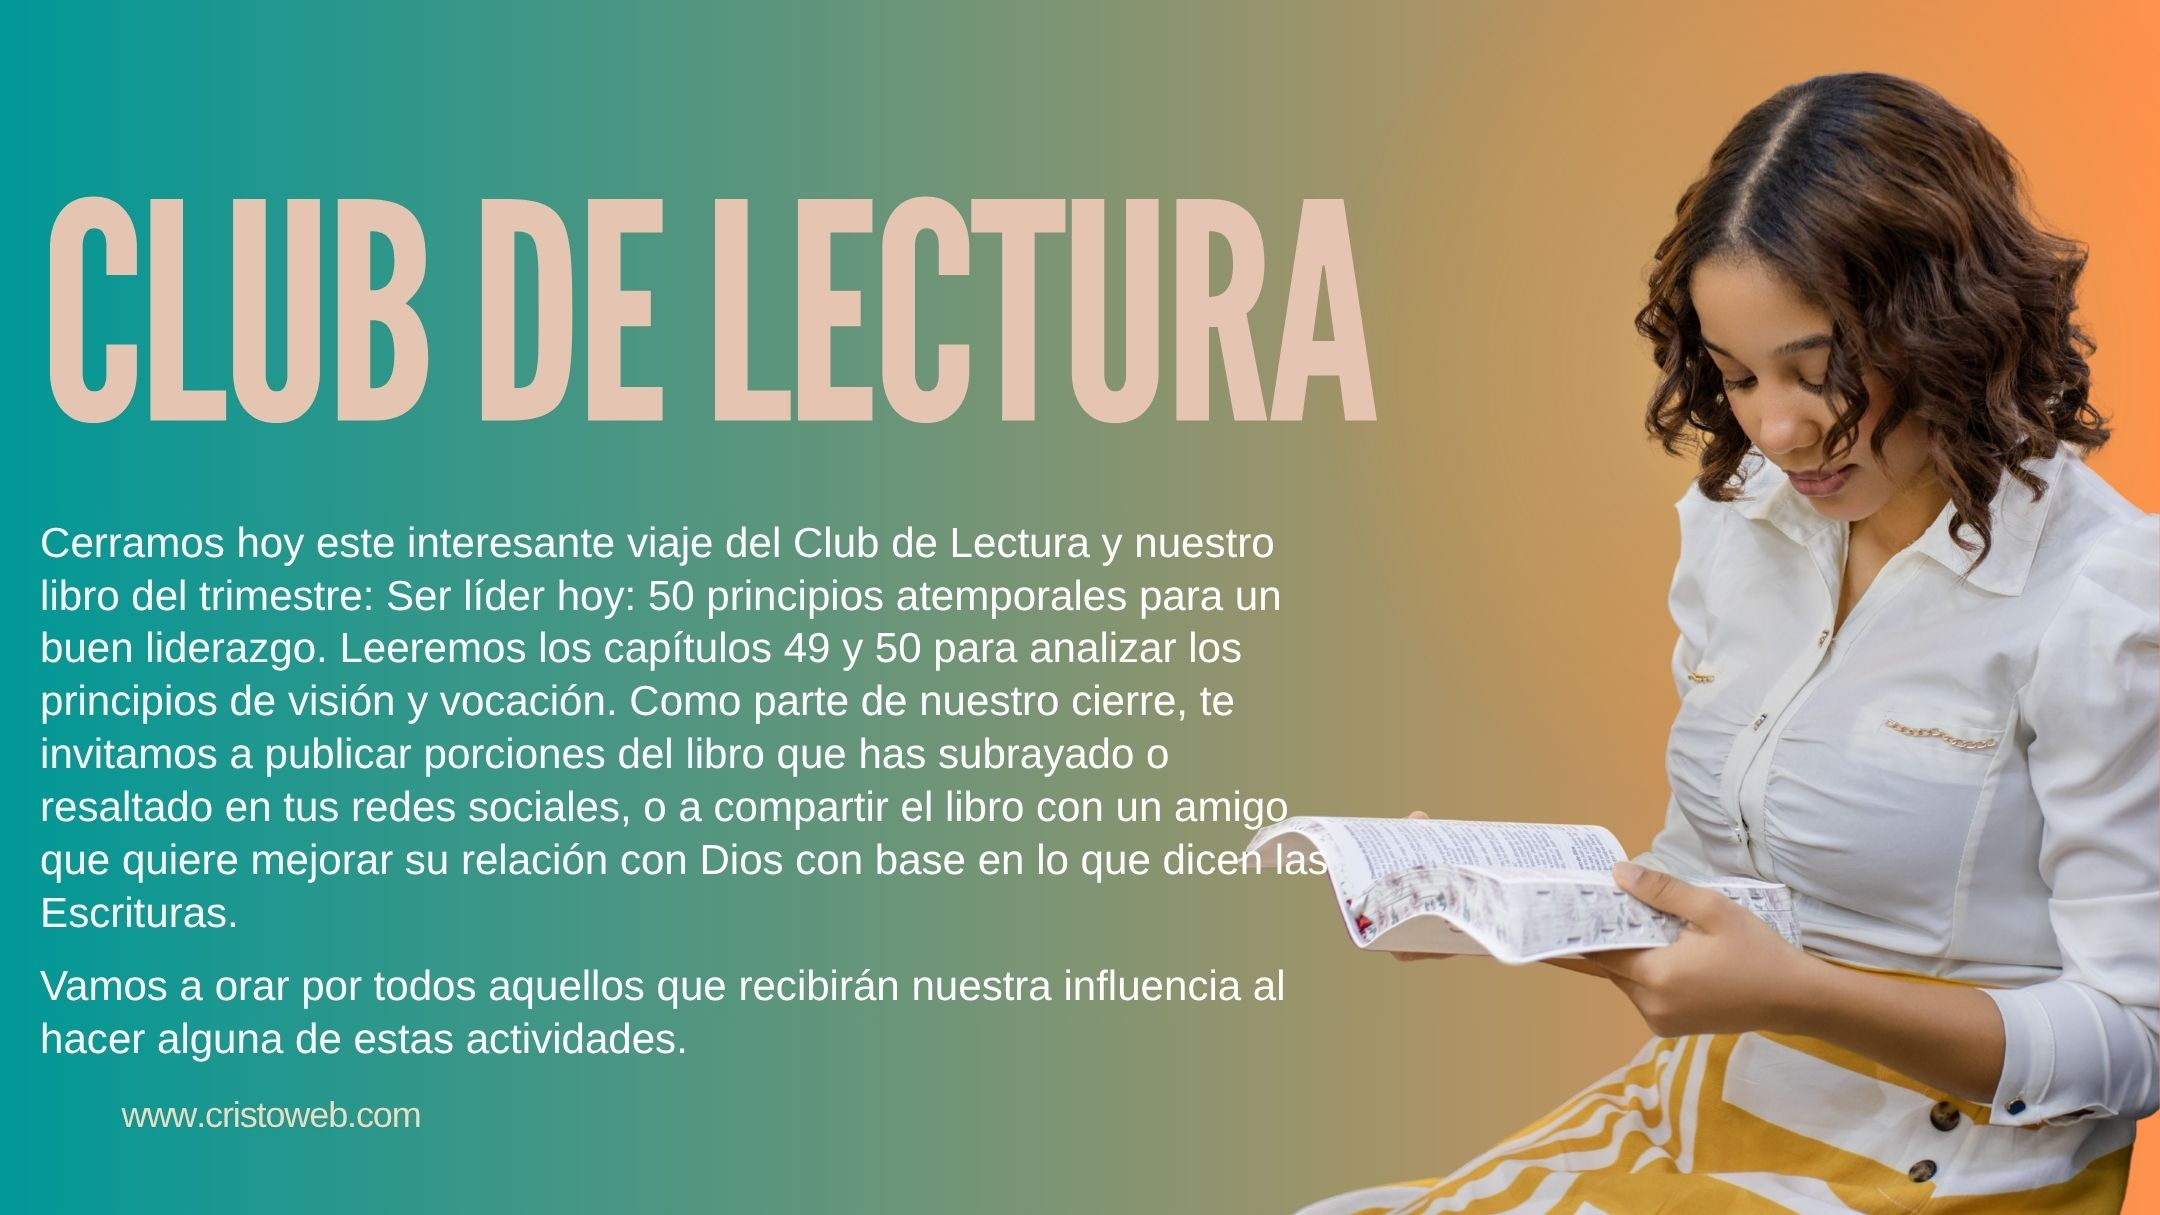 CLUB DE LECTURA
Cerramos hoy este interesante viaje del Club de Lectura y nuestro
libro del trimestre: Ser líder hoy: 50 principios atemporales para un
buen liderazgo. Leeremos los capítulos 49 y 50 para analizar los
principios de visión y vocación. Como parte de nuestro cierre, te
invitamos a publicar porciones del libro que has subrayado o
resaltado en tus redes sociales, o a compartir el libro con un amigo
que quiere mejorar su relación con Dios con base en lo que dicen las
Escrituras.
Vamos a orar por todos aquellos que recibirán nuestra influencia al
hacer alguna de estas actividades.
www.cristoweb.com